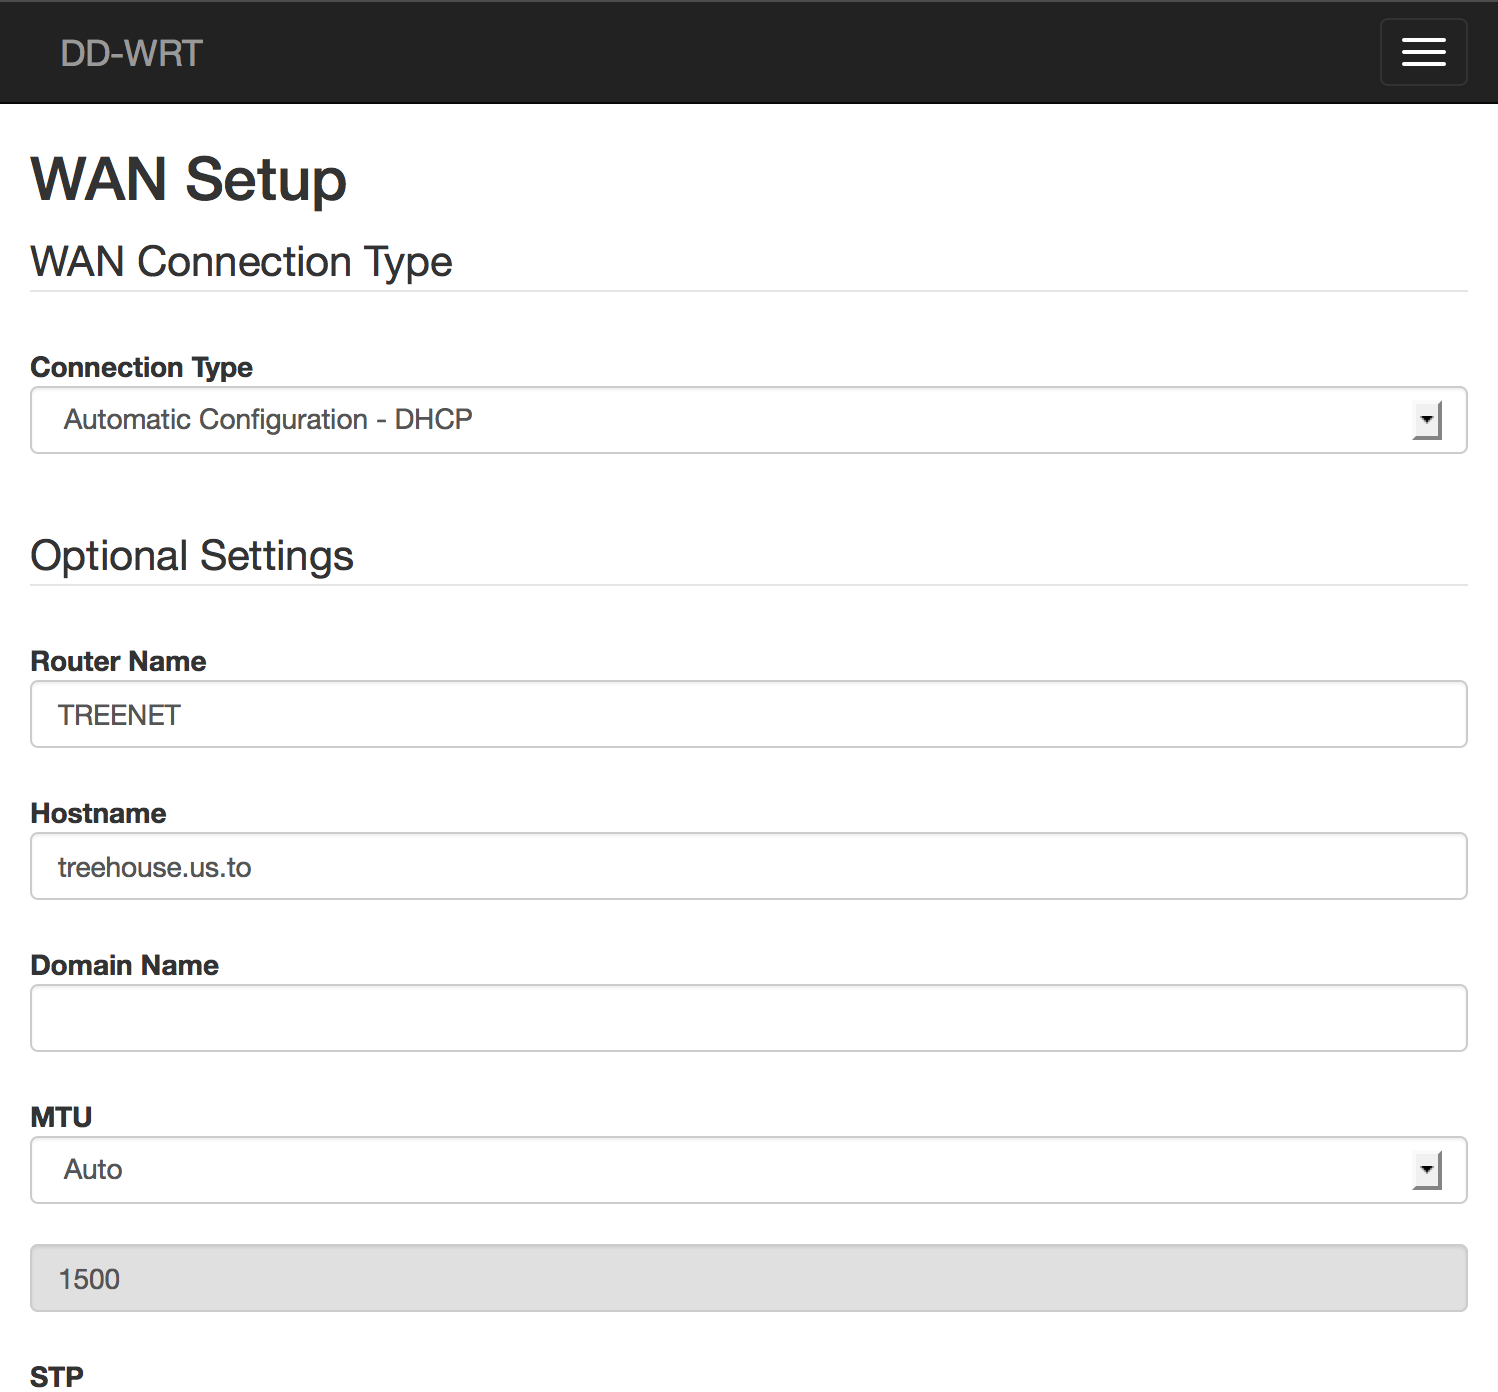 DD-WRT
WAN Setup
WAN Connection Type
Connection Type
Automatic Configuration - DHCP
Optional Settings
Router Name
TREENET
Hostname
treehouse.us.to
Domain Name
MTU
Auto
1500
STP